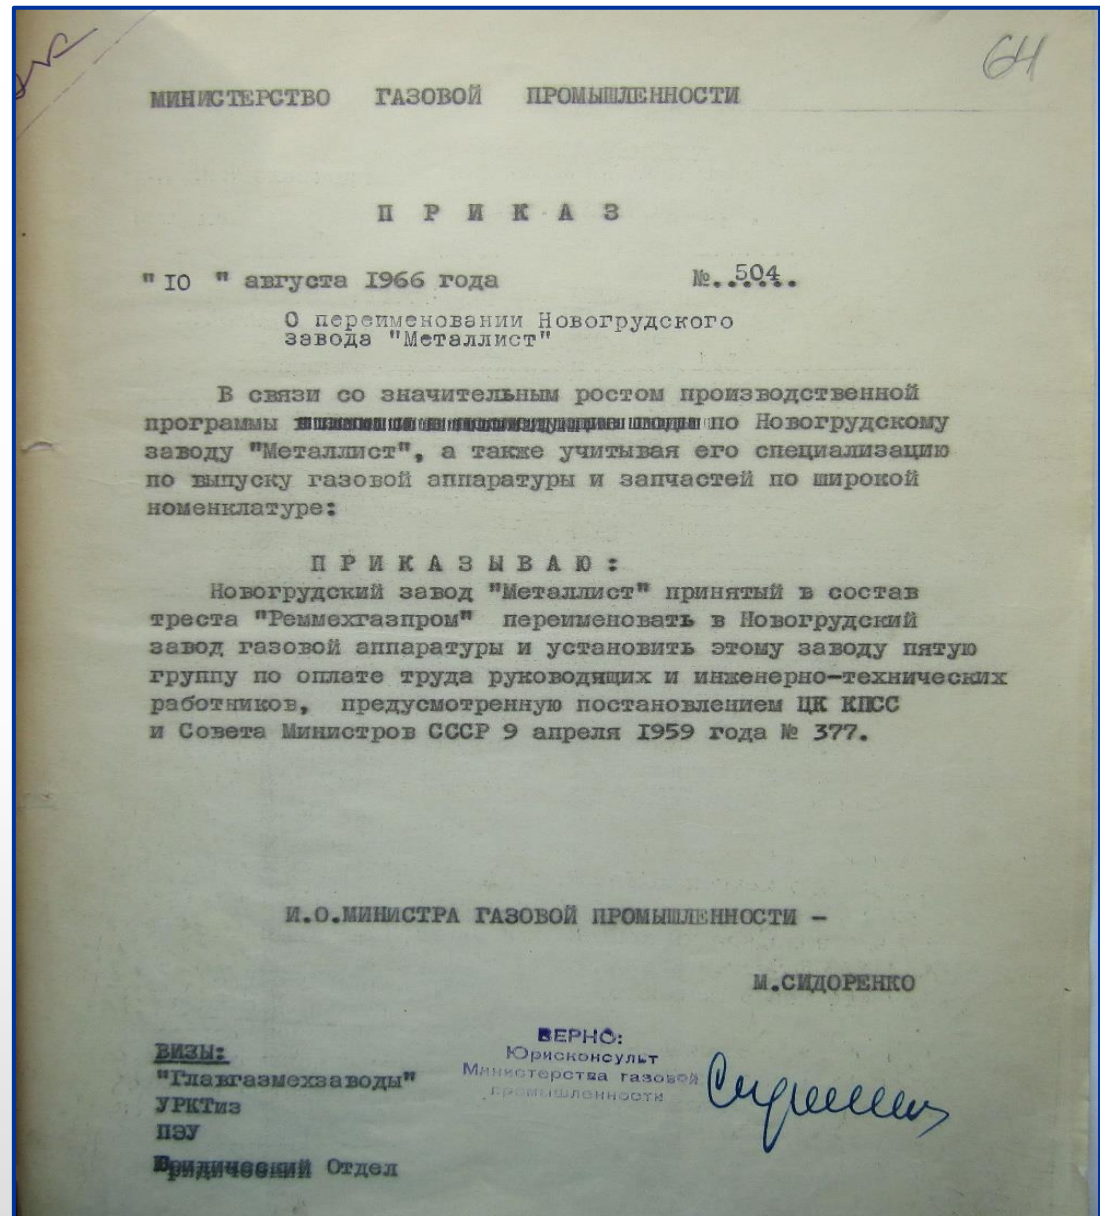 64
МИНИСТЕРСТВО ГАЗОВОЙ ПРОМЫШЛЕННОСТИ
П Р И К А З
"10 " августа 1966 года №..504..
О переименовании Новогрудского
завода "Металлист"
В связи со значительным ростом производственной
программы по Новогрудскому
заводу "Металлист", а также учитывая его специализацию
по выпуску газовой аппаратуры и запчастей по широкой
номенклатуре:
П Р И К А З Ы В А Ю :
Новогрудский завод "Металлист" принятый в состав
треста "Реммехгазпром" переименовать в Новогрудский
завод газовой аппаратуры и установить этому заводу пятую
группу по оплате труда руководящих и инженерно-технических
работников, предусмотренную постановлением ЦК КПСС
и Совета Министров СССР 9 апреля 1959 года № 377.
И.О.МИНИСТРА ГАЗОВОЙ ПРОМЫШЛЕННОСТИ -
М.СИДОРЕНКО
ВЕРНО:
Юрисконсульт
Министерства газовой
промышленности
ВИЗЫ:
"Главгазмехзаводы"
УРКТиз
ПЭУ
Юридический Отдел